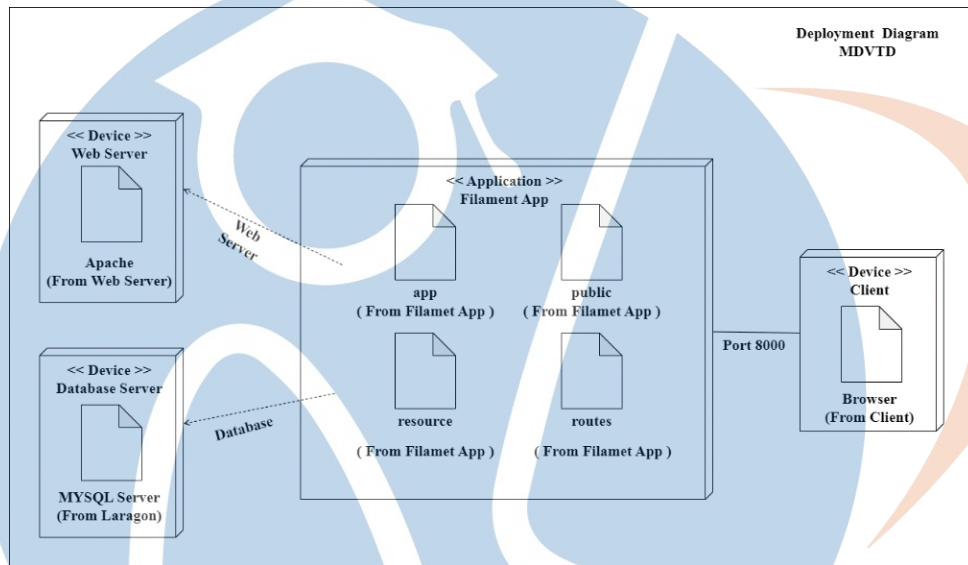 Deployment Diagram
MDVTD
<< Device >>
Web Server
Apache
(From Web Server)
Web
Server
<< Application >>
Filament App
app
( From Filamet App )
public
( From Filamet App )
resource
( From Filamet App )
routes
( From Filamet App )
Port 8000
<< Device >>
Client
Browser
(From Client)
<< Device >>
Database Server
MYSQL Server
(From Laragon)
Database